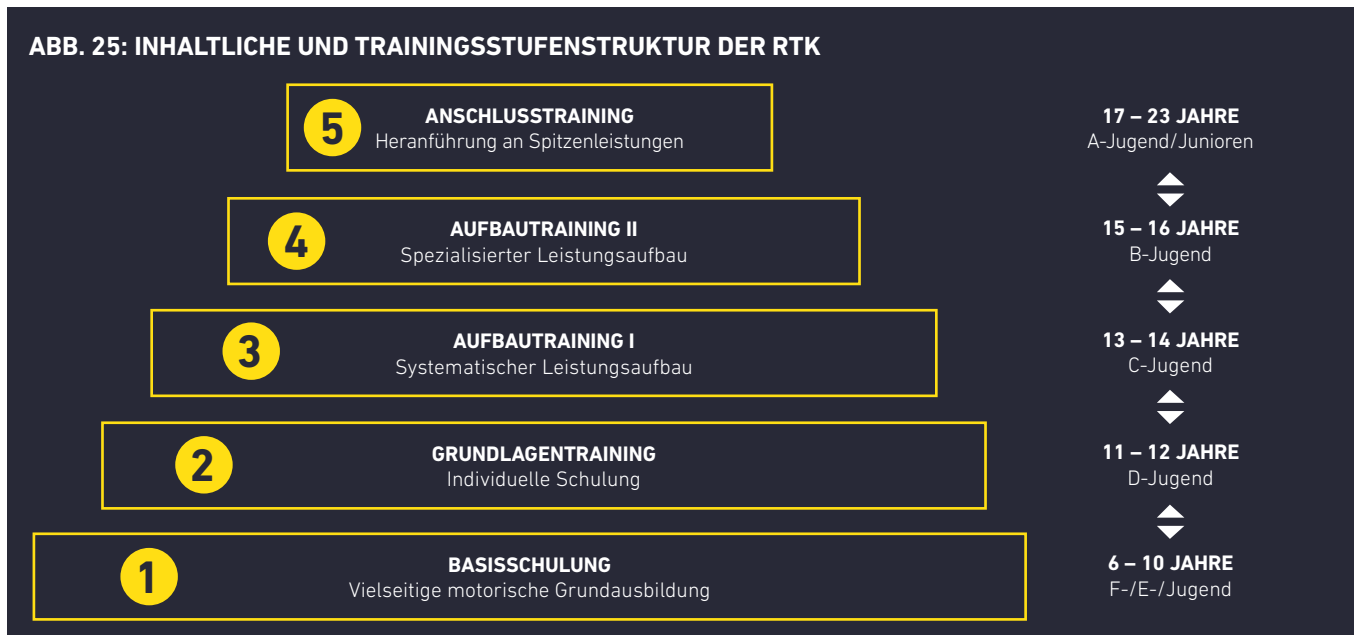 ABB. 25: INHALTLICHE UND TRAININGSSTUFENSTRUKTUR DER RTK
5
ANSCHLUSSTRAINING
Heranführung an Spitzenleistungen
17 – 23 JAHRE
A-Jugend/Junioren
4
AUFBAUTRAINING II
Spezialisierter Leistungsaufbau
15 – 16 JAHRE
B-Jugend
3
AUFBAUTRAINING I
Systematischer Leistungsaufbau
13 – 14 JAHRE
C-Jugend
2
GRUNDLAGENTRAINING
Individuelle Schulung
11 – 12 JAHRE
D-Jugend
1
BASISSCHULUNG
Vielseitige motorische Grundausbildung
6 – 10 JAHRE
F-/E-/Jugend